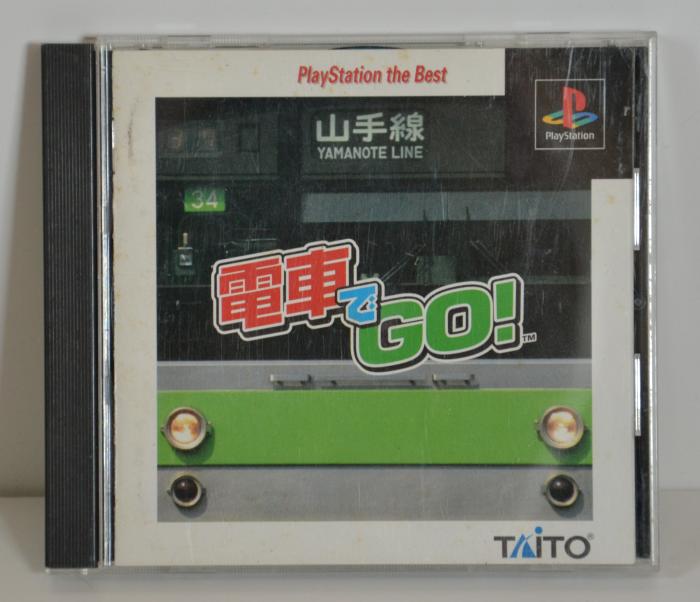 PlayStation the Best
PlayStation
山手線
YAMANOTE LINE
34
電車でGO!™
TAITO®